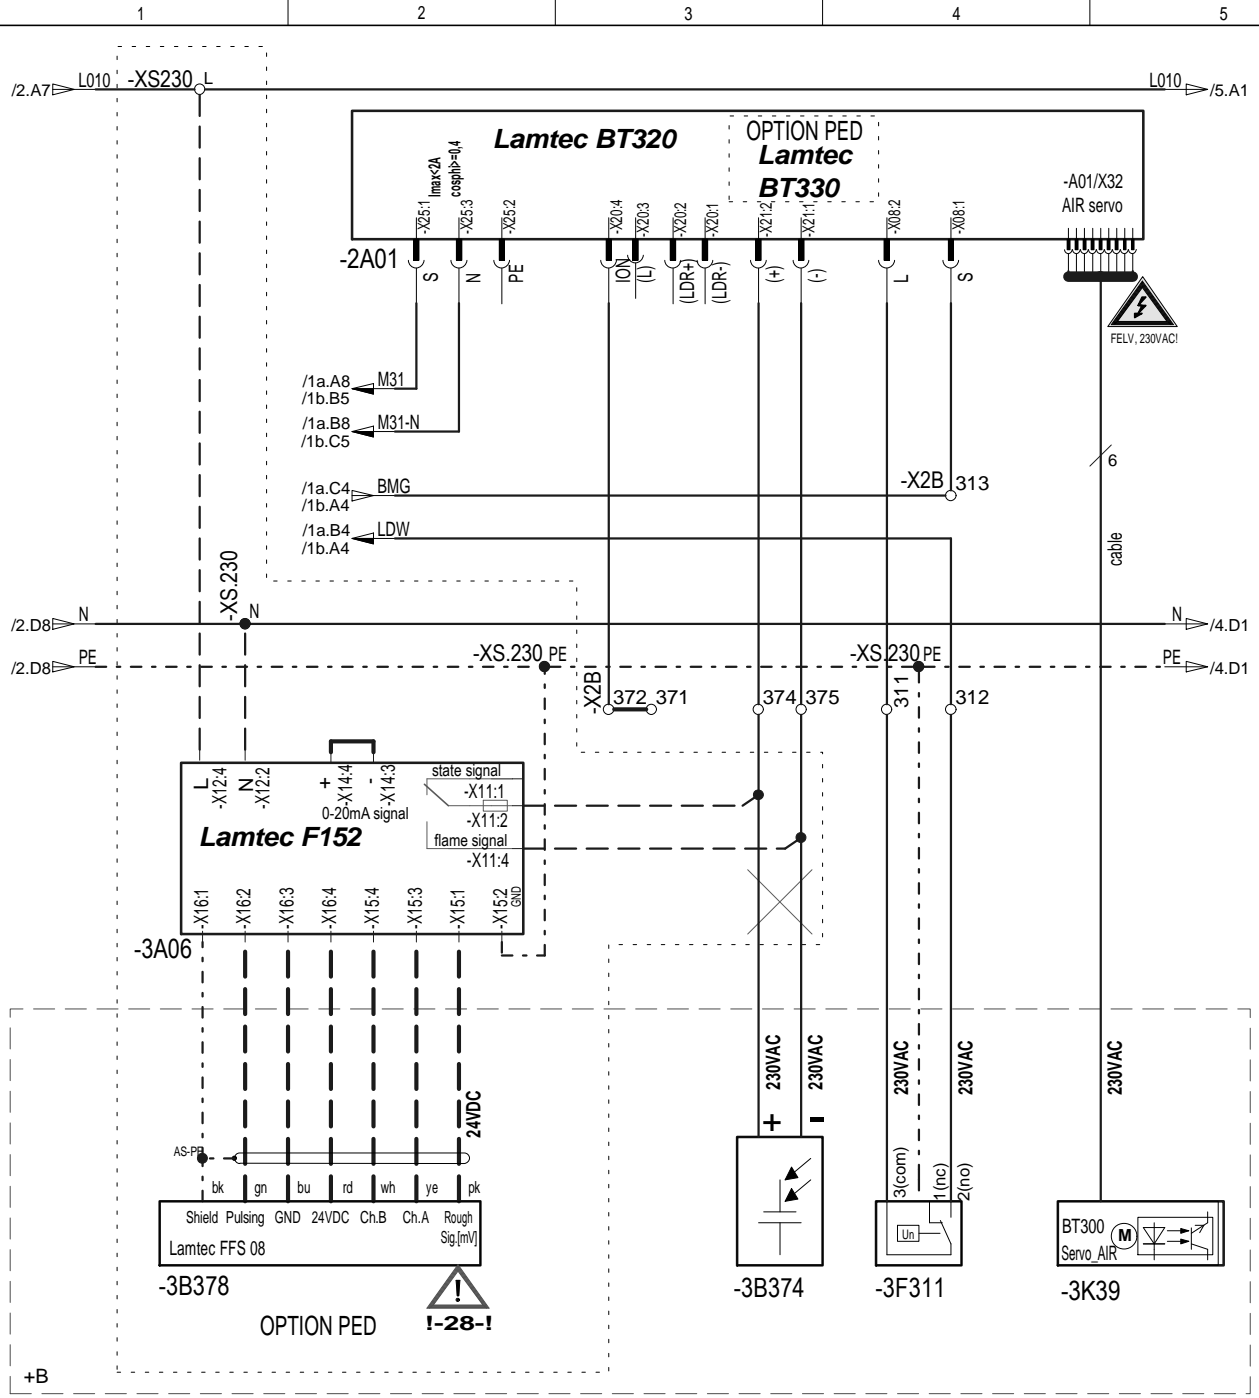 1 2 3 4 5
/2.A7 L010 -XS230 L L010 /5.A1
Lamtec BT320
OPTION PED
Lamtec
BT330
Imax<2A
cosphi>=0,4
-A01/X32
AIR servo
-X25:1 -X25:3 -X25:2 -X20:4 -X20:3 -X20:2 -X20:1 -X21:2 -X21:1 -X08:2 -X08:1
-2A01
S N PE ION (L) (LDR+) (LDR-) (+) (-) L S
FELV, 230VAC!
/1a.A8 M31
/1b.B5
/1a.B8 M31-N
/1b.C5
6
/1a.C4 BMG -X2B 313
/1b.A4
/1a.B4 LDW
/1b.A4
cable
-XS.230
/2.D8 N N N /4.D1
/2.D8 PE -XS.230 PE -XS.230 PE PE /4.D1
-X2B 372 371 374 375 311 312
L N + -
-X12:4 -X12:2 -X14:4 -X14:3
state signal
-X11:1
0-20mA signal
-X11:2
Lamtec F152
flame signal
-X11:4
-X16:1 -X16:2 -X16:3 -X16:4 -X15:4 -X15:3 -X15:1 -X15:2 GND
-3A06
24VDC 230VAC 230VAC 230VAC 230VAC 230VAC
+ -
AS-PE
bk gn bu rd wh ye pk
3(com) 1(nc) 2(no)
Shield Pulsing GND 24VDC Ch.B Ch.A Rough
Sig.[mV]
Lamtec FFS 08
Un
BT300
M
Servo_AIR
-3B378 -3B374 -3F311 -3K39
!
!-28-!
OPTION PED
+B